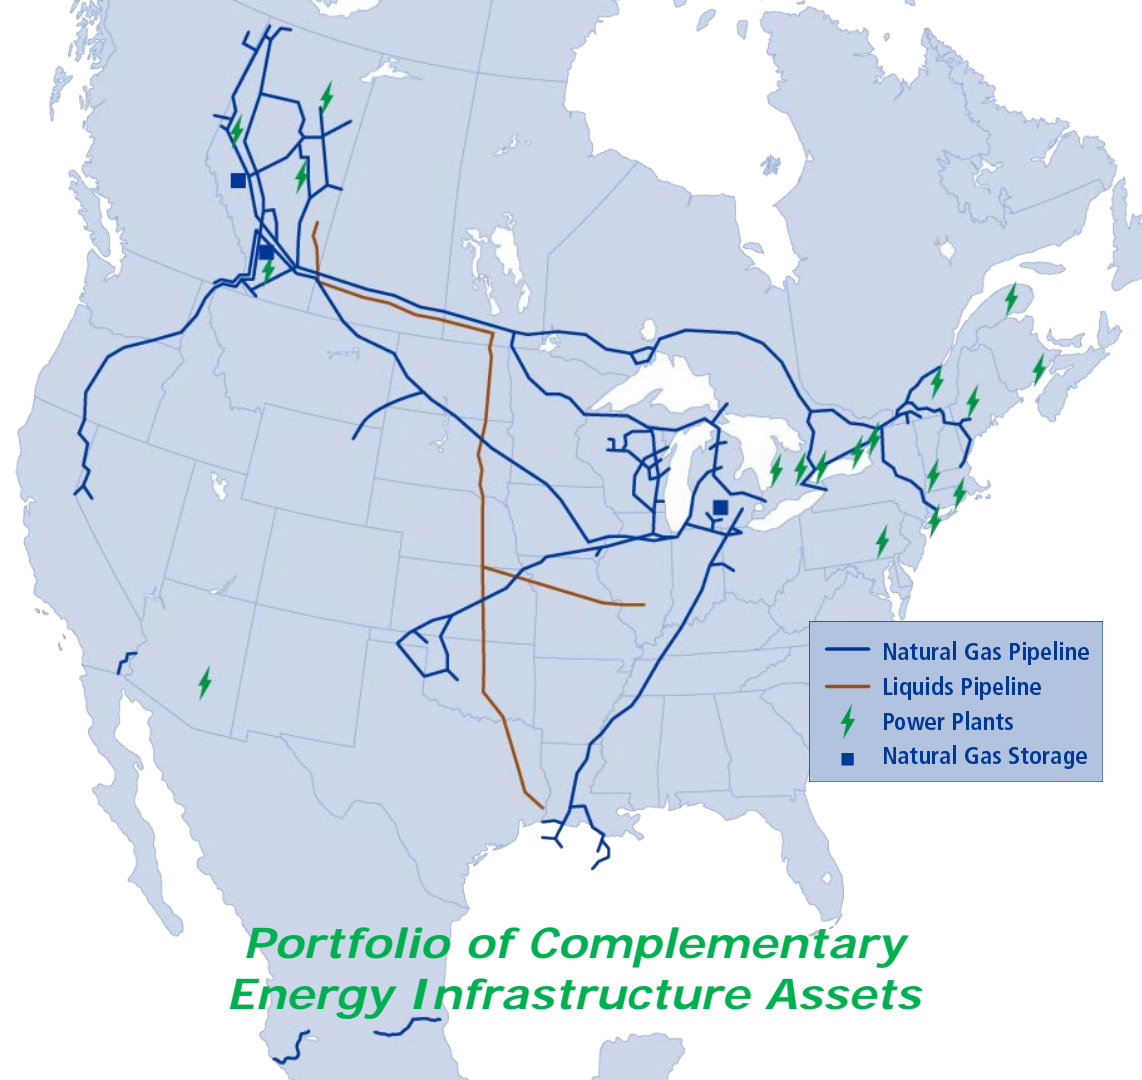 Natural Gas Pipeline
Liquids Pipeline
Power Plants
Natural Gas Storage
Portfolio of Complementary
Energy Infrastructure Assets